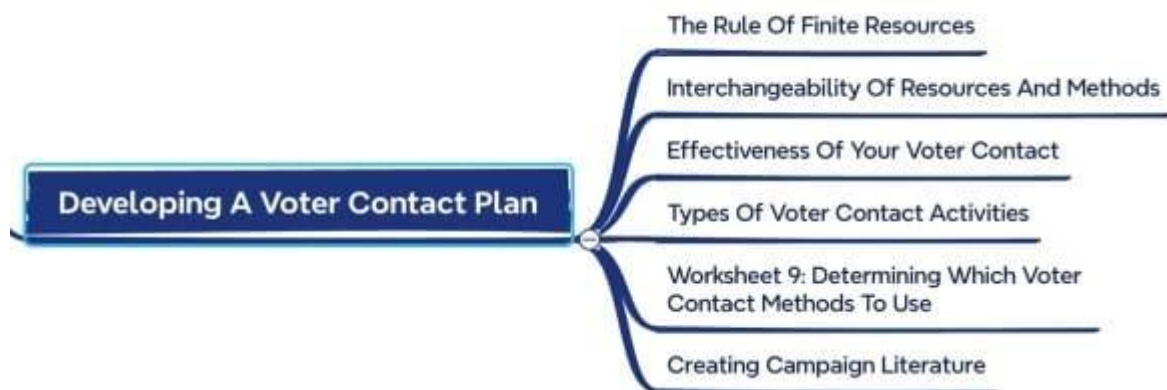 The Rule Of Finite Resources
Interchangeability Of Resources And Methods
Effectiveness Of Your Voter Contact
Developing A Voter Contact Plan
Types Of Voter Contact Activities
Worksheet 9: Determining Which Voter
Contact Methods To Use
Creating Campaign Literature